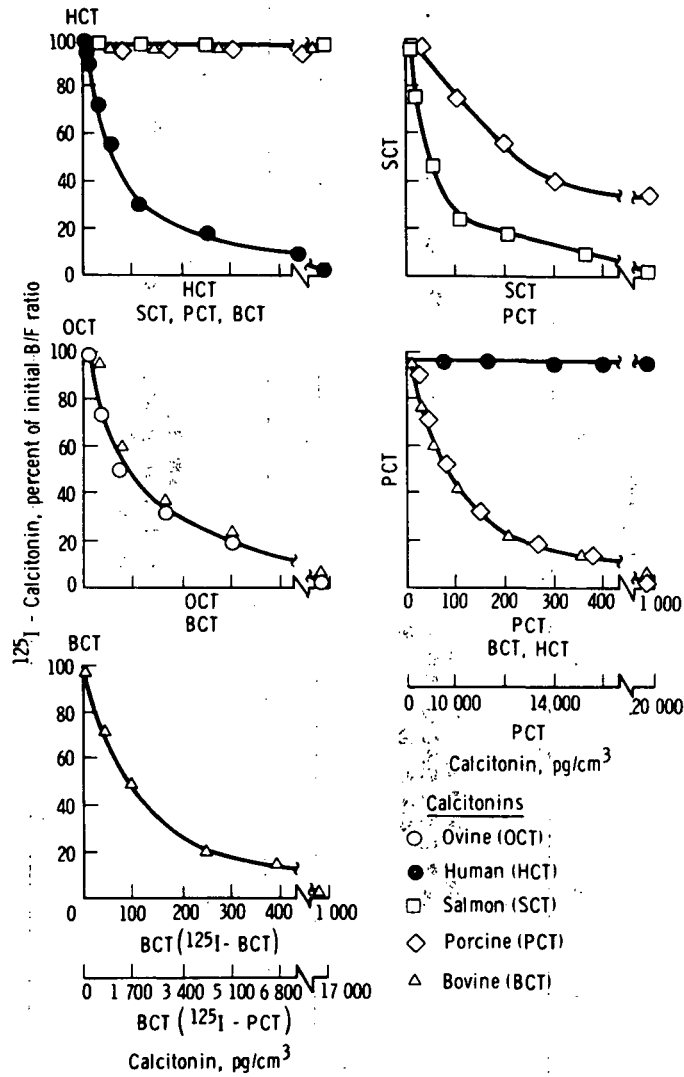 HCT
100
80
60
40
20
0
HCT
SCT, PCT, BCT
SCT
SCT
PCT
¹²⁵I - Calcitonin, percent of initial B/F ratio
OCT
100
80
60
40
20
0
OCT
BCT
PCT
0 100 200 300 400 1 000
PCT
BCT, HCT
0 10 000 14 000 20 000
PCT
Calcitonin, pg/cm³
BCT
100
80
60
40
20
0 100 200 300 400 1 000
BCT (¹²⁵I - BCT)
0 1 700 3 400 5 100 6 800 17 000
BCT (¹²⁵I - PCT)
Calcitonin, pg/cm³
Calcitonins
Ovine (OCT)
Human (HCT)
Salmon (SCT)
Porcine (PCT)
Bovine (BCT)